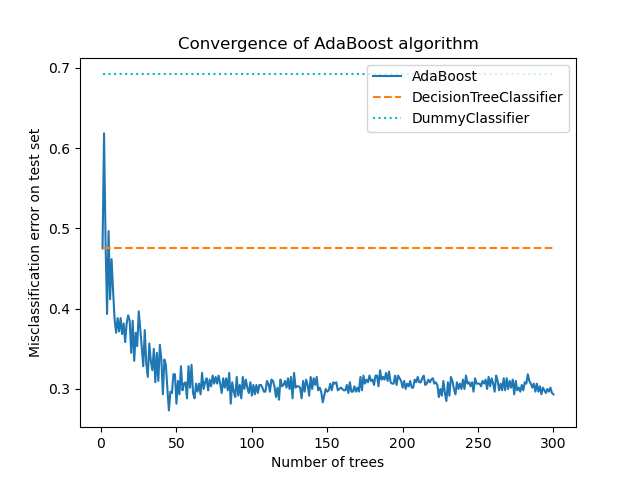 Convergence of AdaBoost algorithm
0.7
0.6
0.5
0.4
0.3
Misclassification error on test set
AdaBoost
DecisionTreeClassifier
DummyClassifier
0 50 100 150 200 250 300
Number of trees